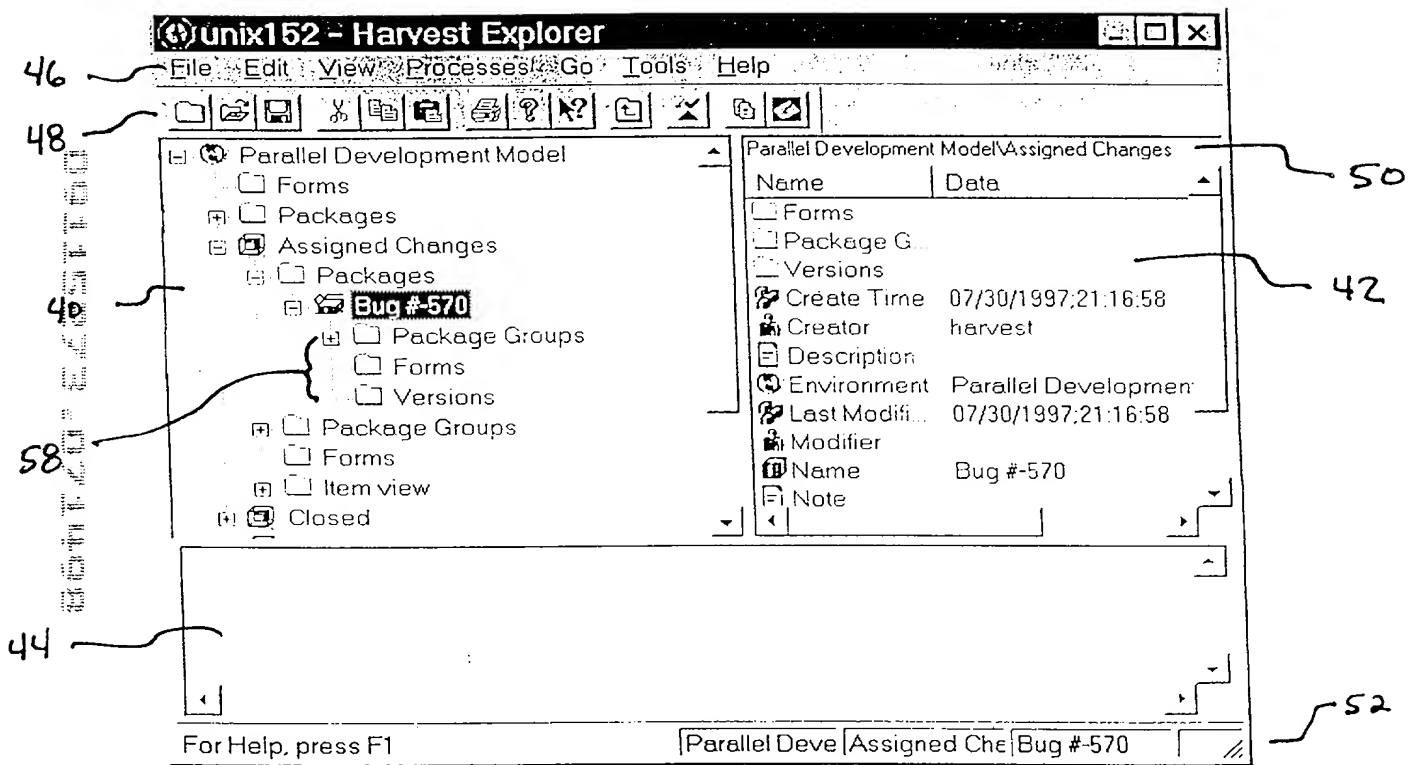 unix152 - Harvest Explorer
46
File Edit View Processes Go Tools Help
48
Parallel Development Model
Forms
Packages
Assigned Changes
Packages
Bug #-570
Package Groups
Forms
Versions
Package Groups
Forms
Item view
Closed
40
58
Parallel Development Model\Assigned Changes
50
Name Data
Forms
Package G...
Versions
Create Time 07/30/1997;21:16:58
Creator harvest
Description
Environment Parallel Developmen
Last Modifi... 07/30/1997;21:16:58
Modifier
Name Bug #-570
Note
42
44
For Help, press F1
Parallel Deve Assigned Che Bug #-570
52